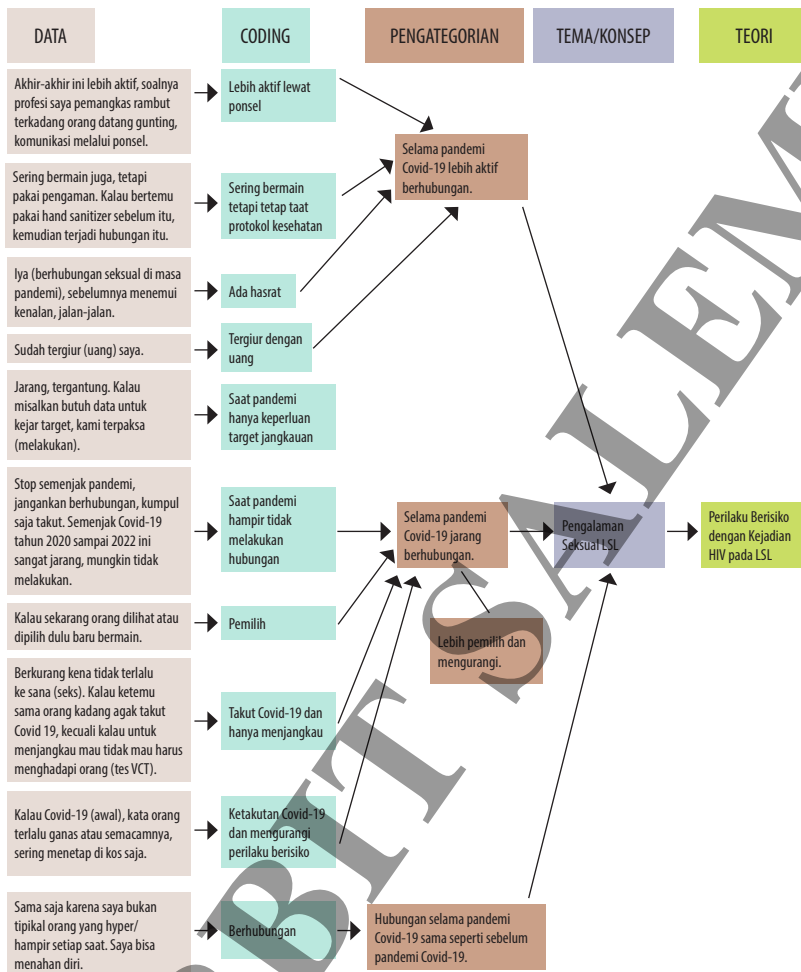 DATA
CODING
PENGATEGORIAN
TEMA/KONSEP
TEORI
Akhir-akhir ini lebih aktif, soalnya
profesi saya pemangkas rambut
terkadang orang datang gunting,
komunikasi melalui ponsel.
Lebih aktif lewat
ponsel
Selama pandemi
Covid-19 lebih aktif
berhubungan.
Sering bermain juga, tetapi
pakai pengaman. Kalau bertemu
pakai hand sanitizer sebelum itu,
kemudian terjadi hubungan itu.
Sering bermain
tetapi tetap taat
protokol kesehatan
Iya (berhubungan seksual di masa
pandemi), sebelumnya menemui
kenalan, jalan-jalan.
Ada hasrat
Sudah tergiur (uang) saya.
Tergiur dengan
uang
Jarang, tergantung. Kalau
misalkan butuh data untuk
kejar target, kami terpaksa
(melakukan).
Saat pandemi
hanya keperluan
target jangkauan
Stop semenjak pandemi,
jangankan berhubungan, kumpul
saja takut. Semenjak Covid-19
tahun 2020 sampai 2022 ini
sangat jarang, mungkin tidak
melakukan.
Saat pandemi
hampir tidak
melakukan
hubungan
Selama pandemi
Covid-19 jarang
berhubungan.
Pengalaman
Seksual LSL
Perilaku Berisiko
dengan Kejadian
HIV pada LSL
Kalau sekarang orang dilihat atau
dipilih dulu baru bermain.
Pemilih
Lebih pemilih dan
mengurangi.
Berkurang kena tidak terlalu
ke sana (seks). Kalau ketemu
sama orang kadang agak takut
Covid 19, kecuali kalau untuk
menjangkau mau tidak mau harus
menghadapi orang (tes VCT).
Takut Covid-19 dan
hanya menjangkau
Kalau Covid-19 (awal), kata orang
terlalu ganas atau semacamnya,
sering menetap di kos saja.
Ketakutan Covid-19
dan mengurangi
perilaku berisiko
Sama saja karena saya bukan
tipikal orang yang hyper/
hampir setiap saat. Saya bisa
menahan diri.
Berhubungan
Hubungan selama pandemi
Covid-19 sama seperti sebelum
pandemi Covid-19.